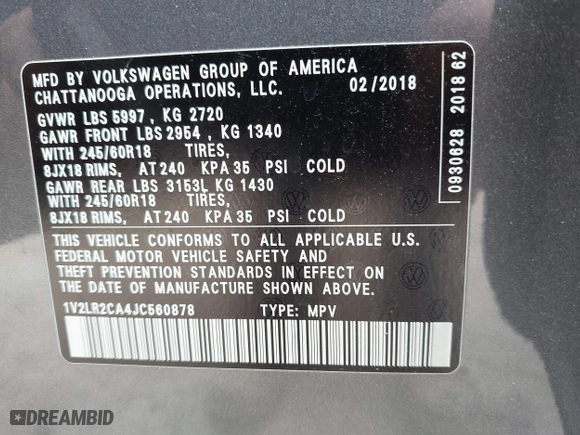 MFD BY VOLKSWAGEN GROUP OF AMERICA
CHATTANOOGA OPERATIONS, LLC. 02/2018
GVWR LBS 5997 , KG 2720
GAWR FRONT LBS 2954 , KG 1340
WITH 245/60R18 TIRES,
8JX18 RIMS, AT 240 KPA 35 PSI COLD
GAWR REAR LBS 3153L KG 1430
WITH 245/60R18 TIRES,
8JX18 RIMS, AT 240 KPA 35 PSI COLD
THIS VEHICLE CONFORMS TO ALL APPLICABLE U.S.
FEDERAL MOTOR VEHICLE SAFETY AND
THEFT PREVENTION STANDARDS IN EFFECT ON
THE DATE OF MANUFACTURE SHOWN ABOVE
1V2LR2CA4JC560878 TYPE: MPV
0930628 2018 62
DREAMBID